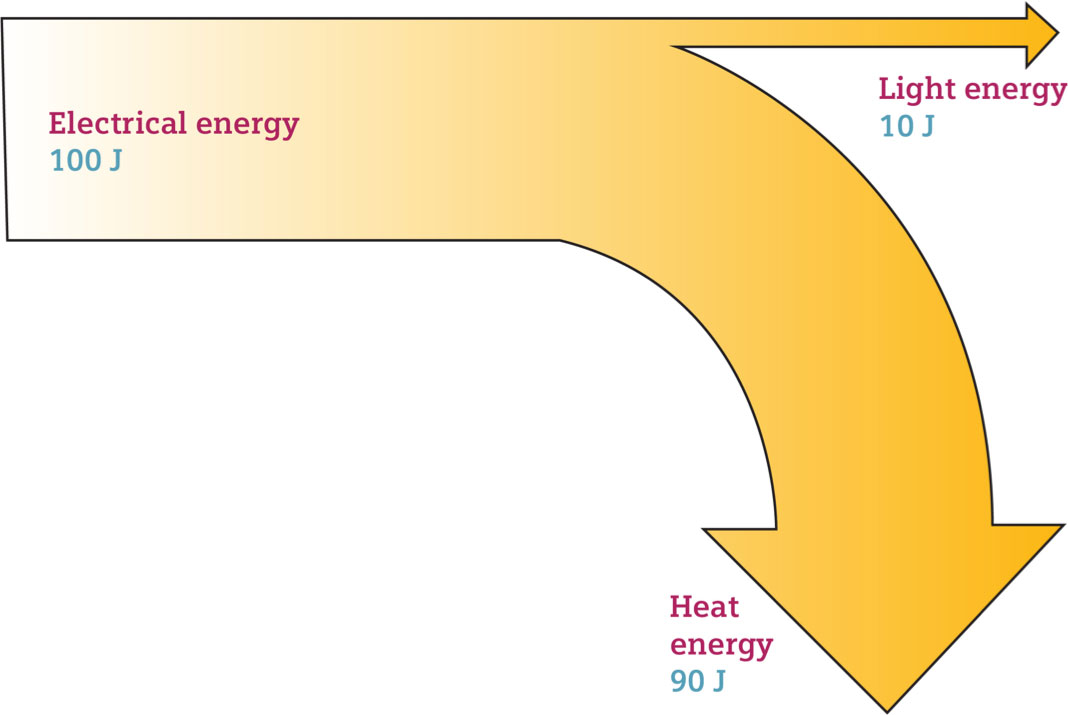 Electrical energy
100 J
Light energy
10 J
Heat
energy
90 J